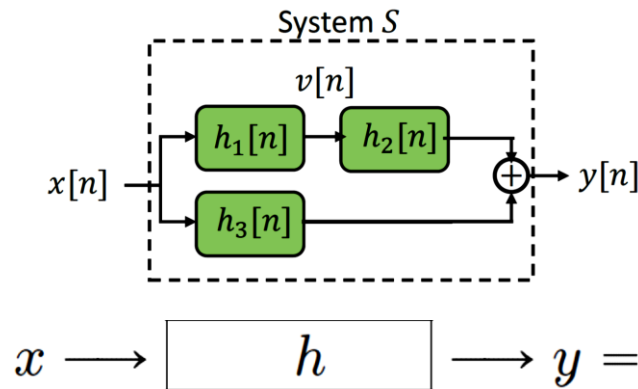 System S
v[n]
h₁[n] h₂[n]
x[n] + y[n]
h₃[n]
x ⟶ h ⟶ y =